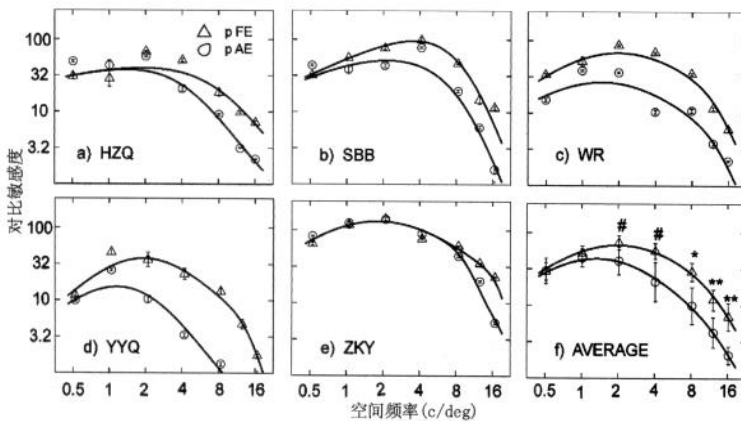 100
32
10
3.2
p FE
p AE
a) HZQ
b) SBB
c) WR
对比敏感度
100
32
10
3.2
d) YYQ
e) ZKY
# # * ** **
f) AVERAGE
0.5 1 2 4 8 16 0.5 1 2 4 8 16 0.5 1 2 4 8 16
空间频率(c/deg)